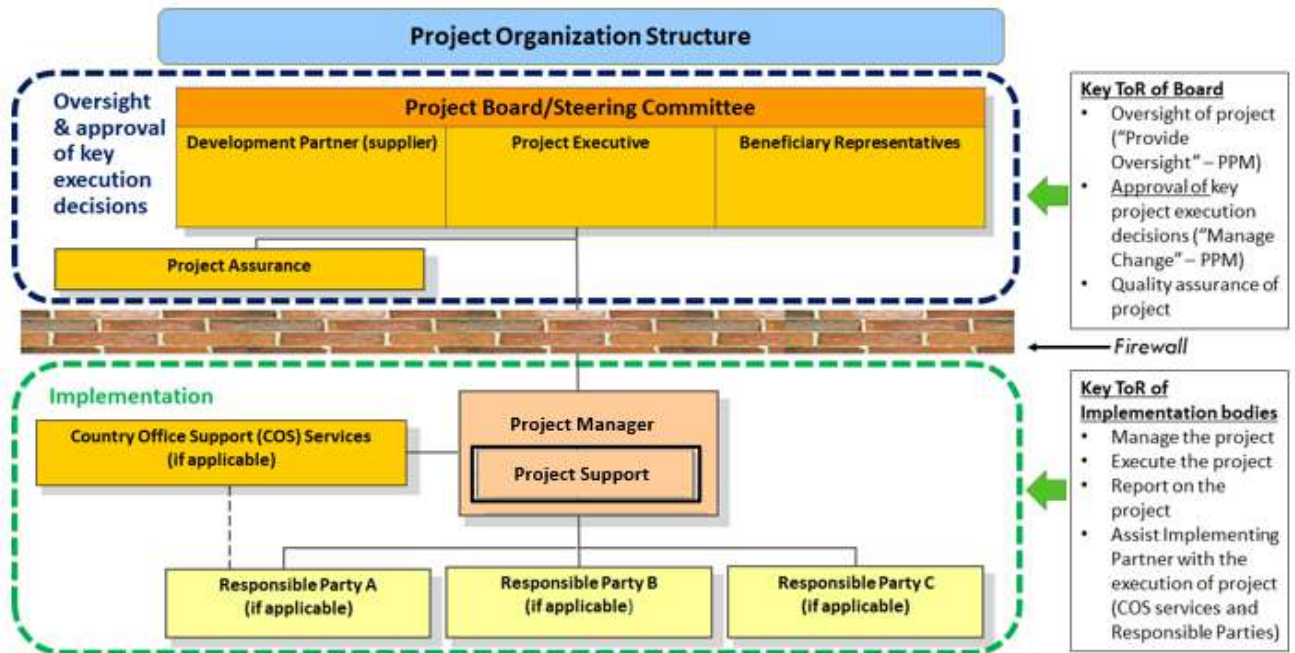 Project Organization Structure
Oversight
& approval
of key
execution
decisions
Project Board/Steering Committee
Development Partner (supplier)
Project Executive
Beneficiary Representatives
Project Assurance
Key ToR of Board
• Oversight of project
("Provide
Oversight" – PPM)
• Approval of key
project execution
decisions ("Manage
Change" – PPM)
• Quality assurance of
project
Firewall
Implementation
Country Office Support (COS) Services
(if applicable)
Project Manager
Project Support
Responsible Party A
(if applicable)
Responsible Party B
(if applicable)
Responsible Party C
(if applicable)
Key ToR of
Implementation bodies
• Manage the project
• Execute the project
• Report on the
project
• Assist Implementing
Partner with the
execution of project
(COS services and
Responsible Parties)